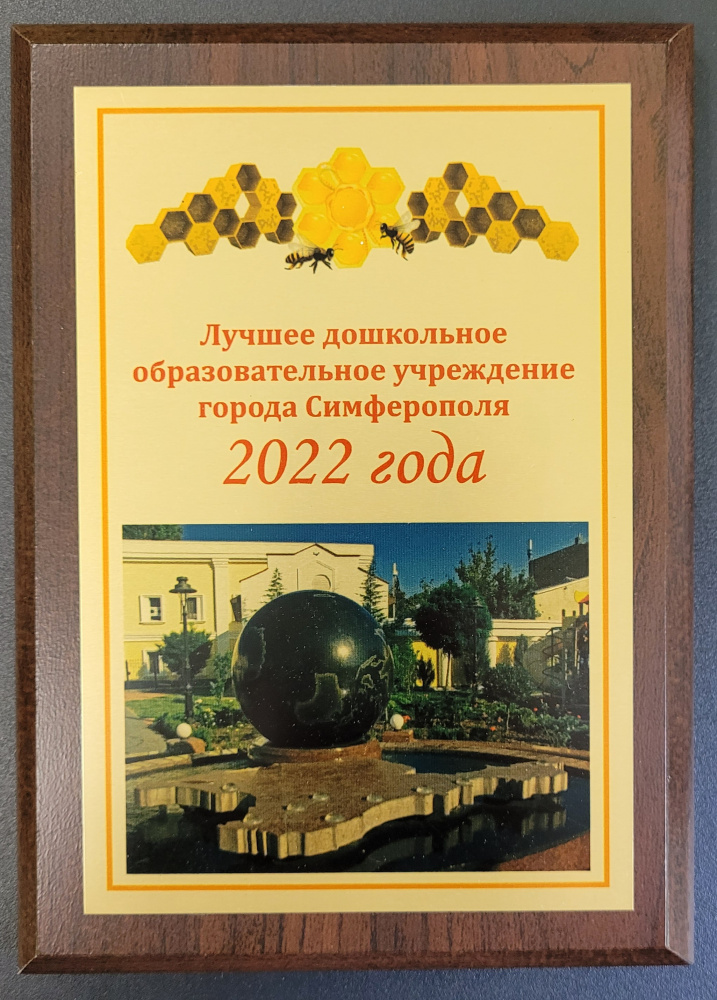 Лучшее дошкольное
образовательное учреждение
города Симферополя
2022 года